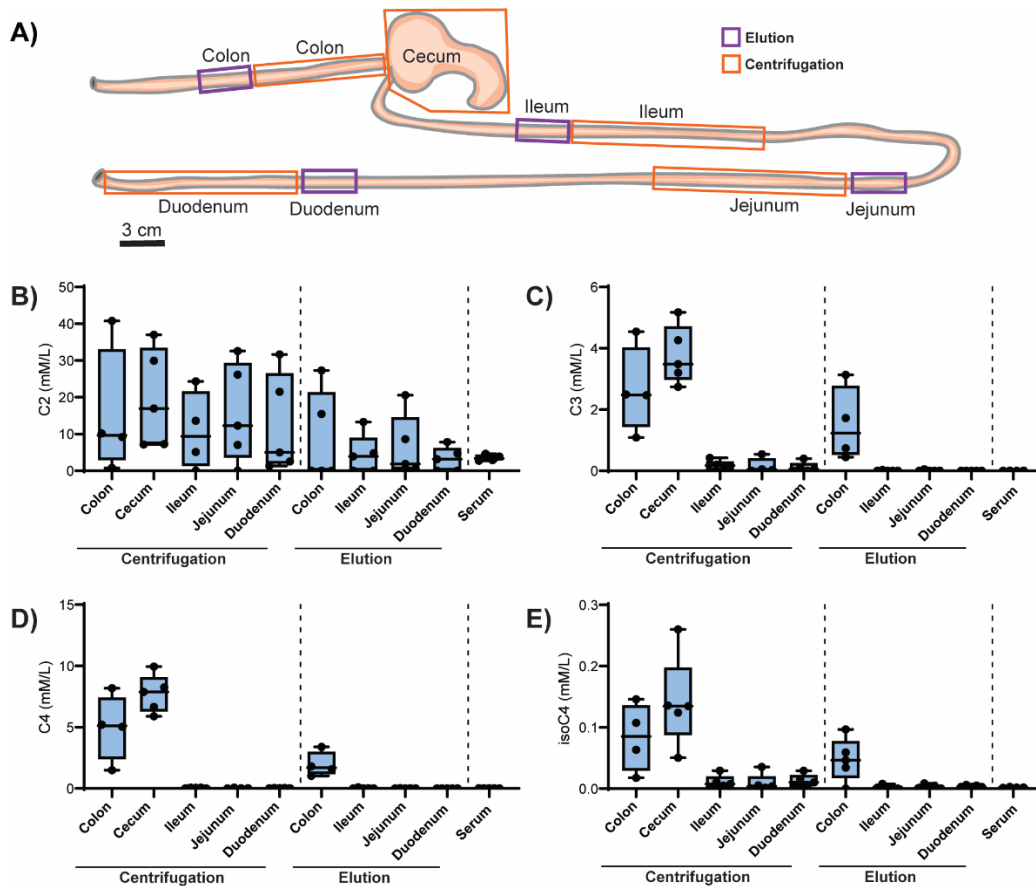 A)
Colon
Colon
Cecum
Elution
Centrifugation
Ileum
Ileum
Duodenum
Duodenum
Jejunum
Jejunum
3 cm
B)
C2 (mM/L)
50
40
30
20
10
0
Colon
Cecum
Ileum
Jejunum
Duodenum
Colon
Ileum
Jejunum
Duodenum
Serum
Centrifugation
Elution
C)
C3 (mM/L)
6
4
2
0
Colon
Cecum
Ileum
Jejunum
Duodenum
Colon
Ileum
Jejunum
Duodenum
Serum
Centrifugation
Elution
D)
C4 (mM/L)
15
10
5
0
Colon
Cecum
Ileum
Jejunum
Duodenum
Colon
Ileum
Jejunum
Duodenum
Serum
Centrifugation
Elution
E)
isoC4 (mM/L)
0.3
0.2
0.1
0.0
Colon
Cecum
Ileum
Jejunum
Duodenum
Colon
Ileum
Jejunum
Duodenum
Serum
Centrifugation
Elution